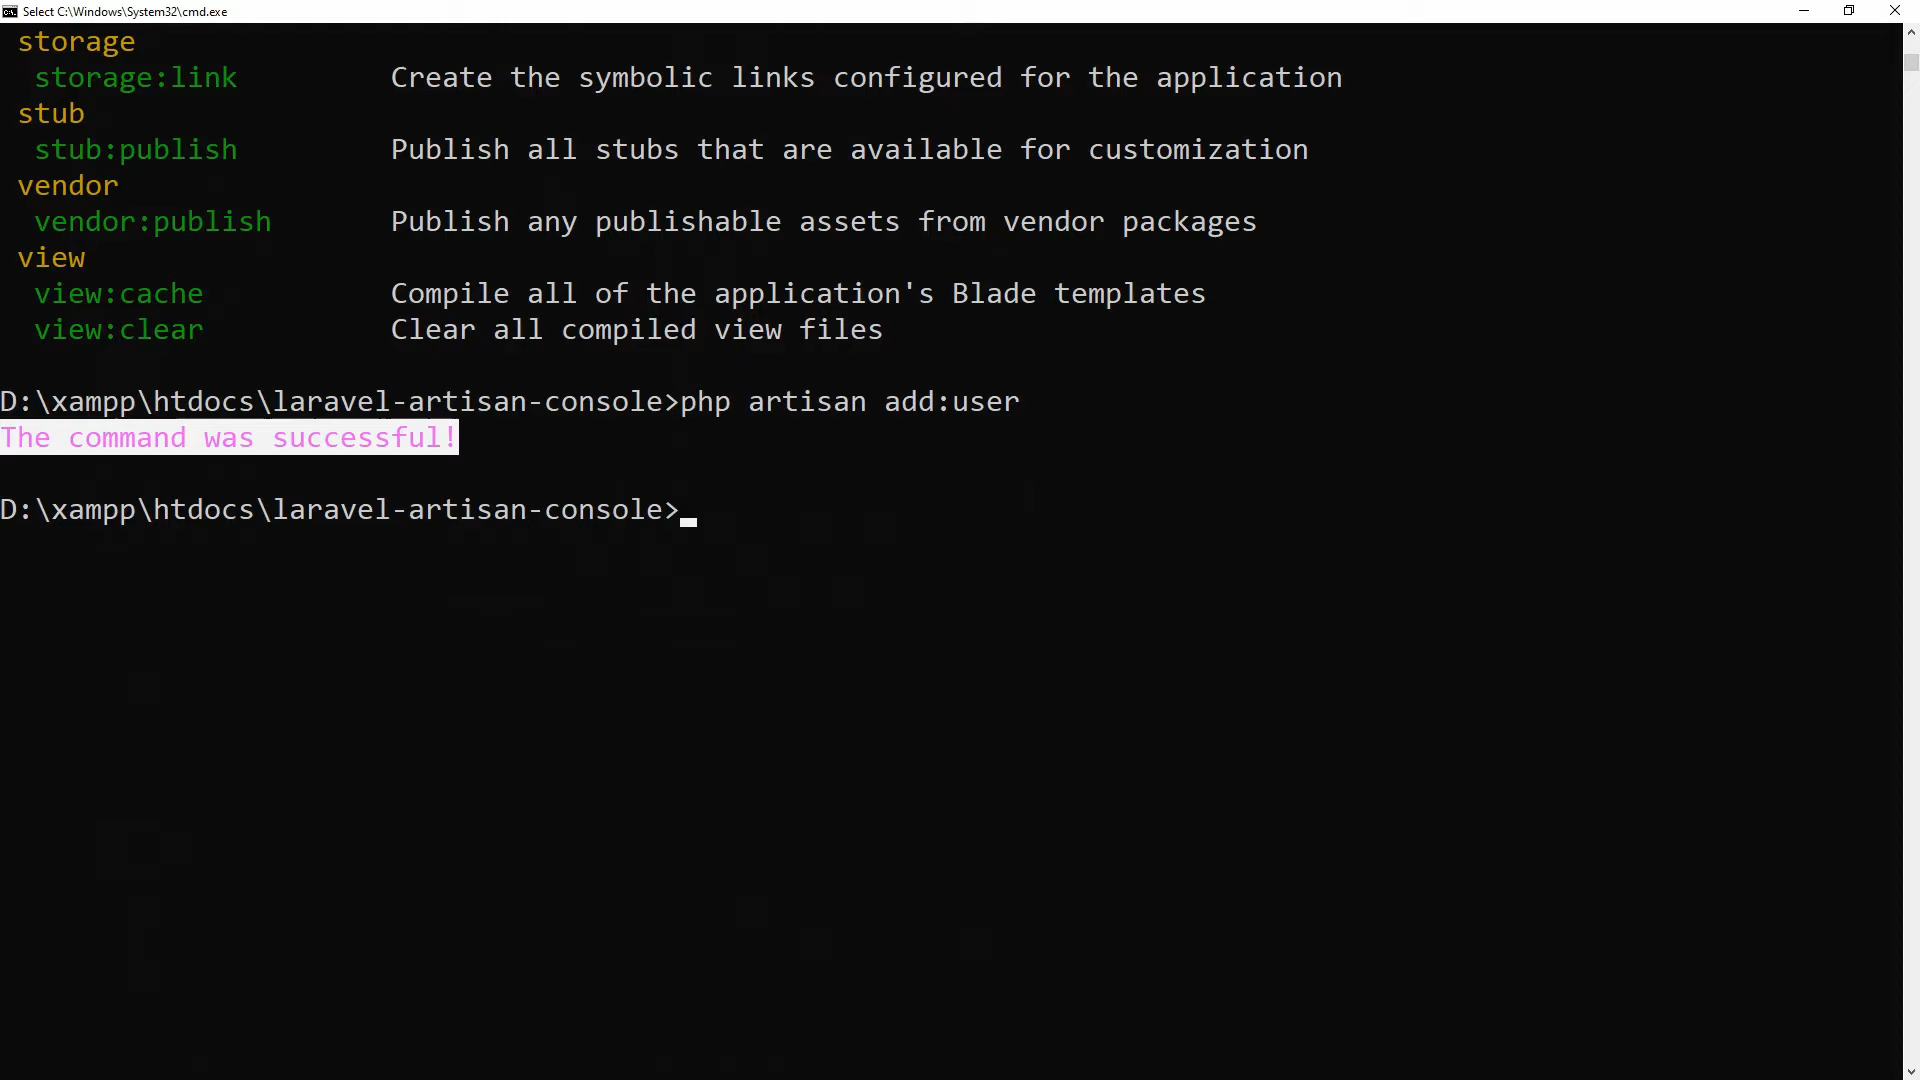 Select C:\Windows\System32\cmd.exe
storage
storage:link Create the symbolic links configured for the application
stub
stub:publish Publish all stubs that are available for customization
vendor
vendor:publish Publish any publishable assets from vendor packages
view
view:cache Compile all of the application's Blade templates
view:clear Clear all compiled view files
D:\xampp\htdocs\laravel-artisan-console>php artisan add:user
The command was successful!
D:\xampp\htdocs\laravel-artisan-console>